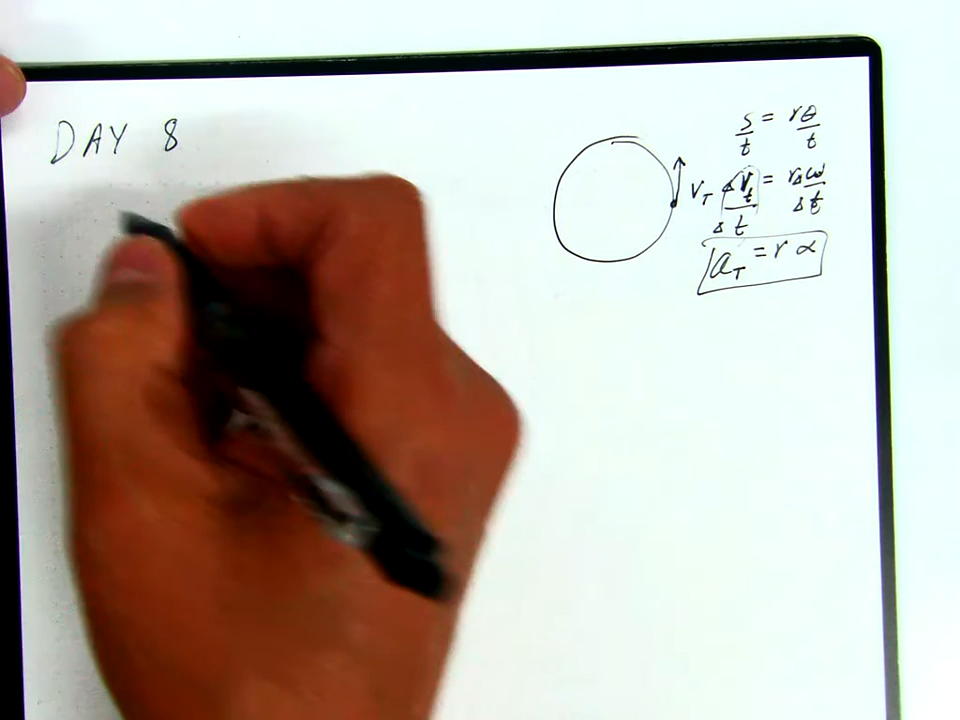 DAY 8
s/t = rθ/t
V_T
ΔV_t/Δt = rΔω/Δt
a_T = r α